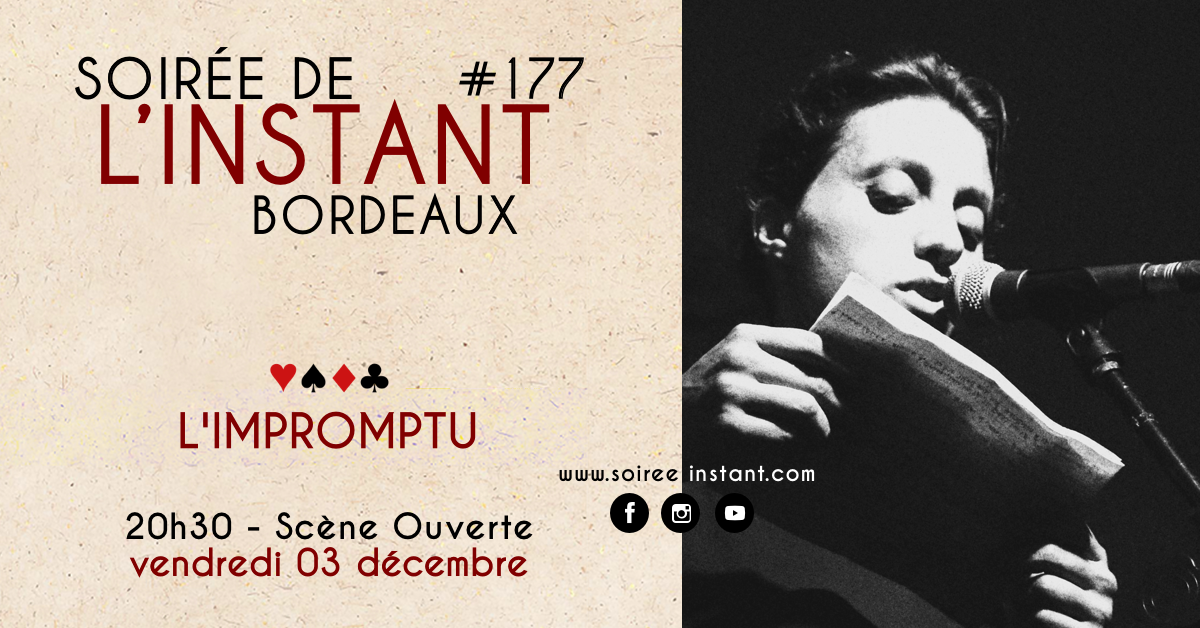 SOIRÉE DE #177
L'INSTANT
BORDEAUX
L'IMPROMPTU
www.soiree-instant.com
20h30 - Scène Ouverte
vendredi 03 décembre